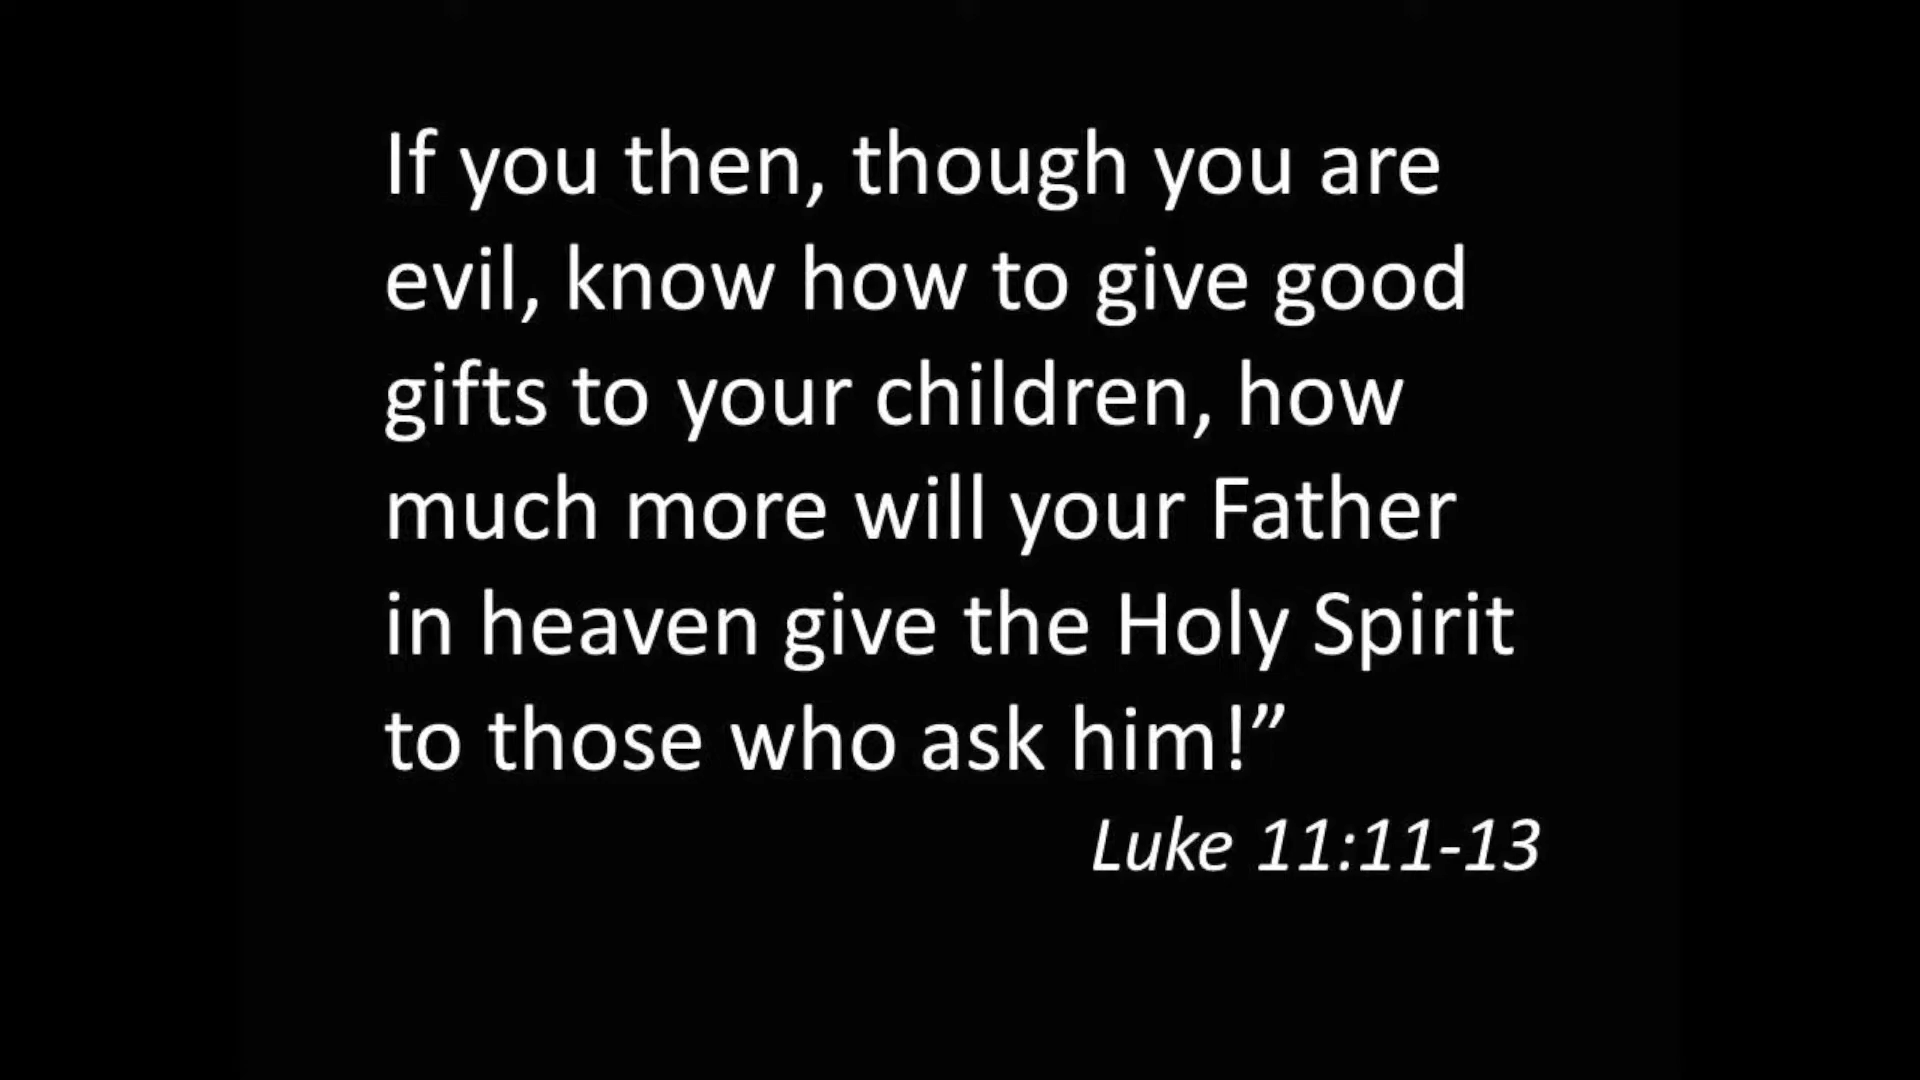 If you then, though you are
evil, know how to give good
gifts to your children, how
much more will your Father
in heaven give the Holy Spirit
to those who ask him!”
Luke 11:11-13